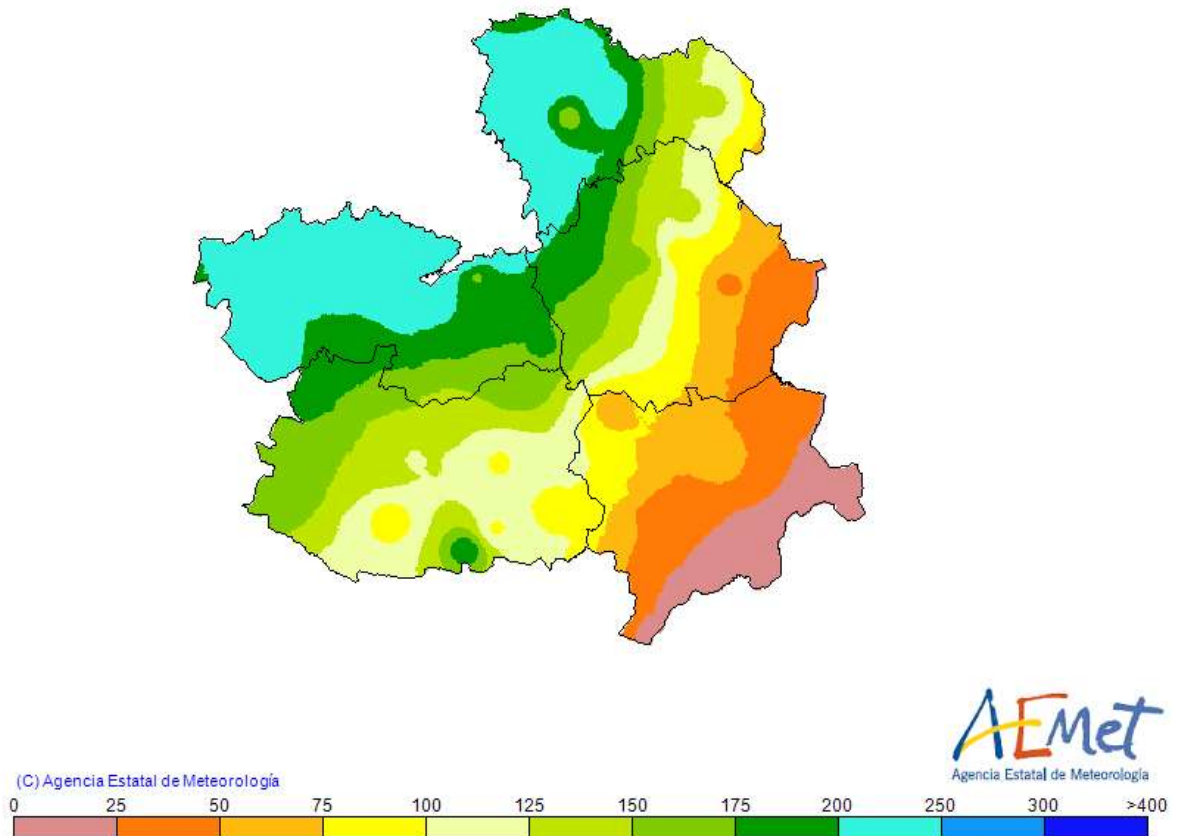 AEMet
Agencia Estatal de Meteorología
(C) Agencia Estatal de Meteorología
0 25 50 75 100 125 150 175 200 250 300 >400